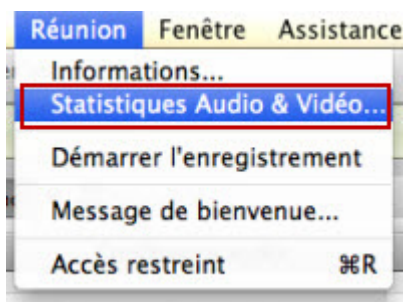 Réunion Fenêtre Assistance
Informations...
Statistiques Audio & Vidéo...
Démarrer l'enregistrement
Message de bienvenue...
Accès restreint ⌘R